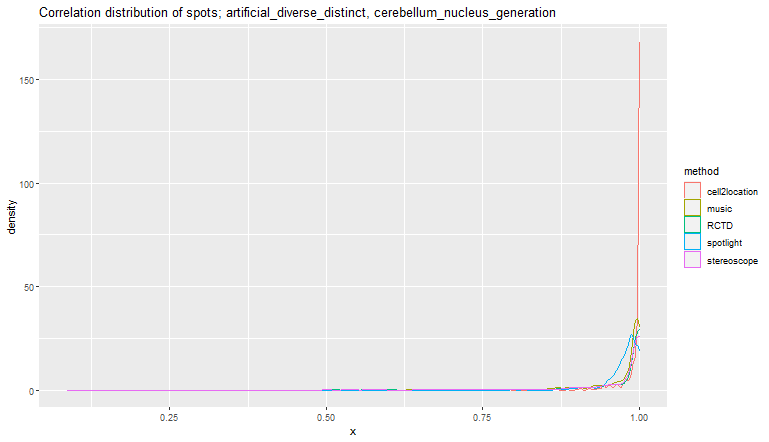 Correlation distribution of spots; artificial_diverse_distinct, cerebellum_nucleus_generation
150
100
50
0
density
0.25
0.50
0.75
1.00
x
method
cell2location
music
RCTD
spotlight
stereoscope